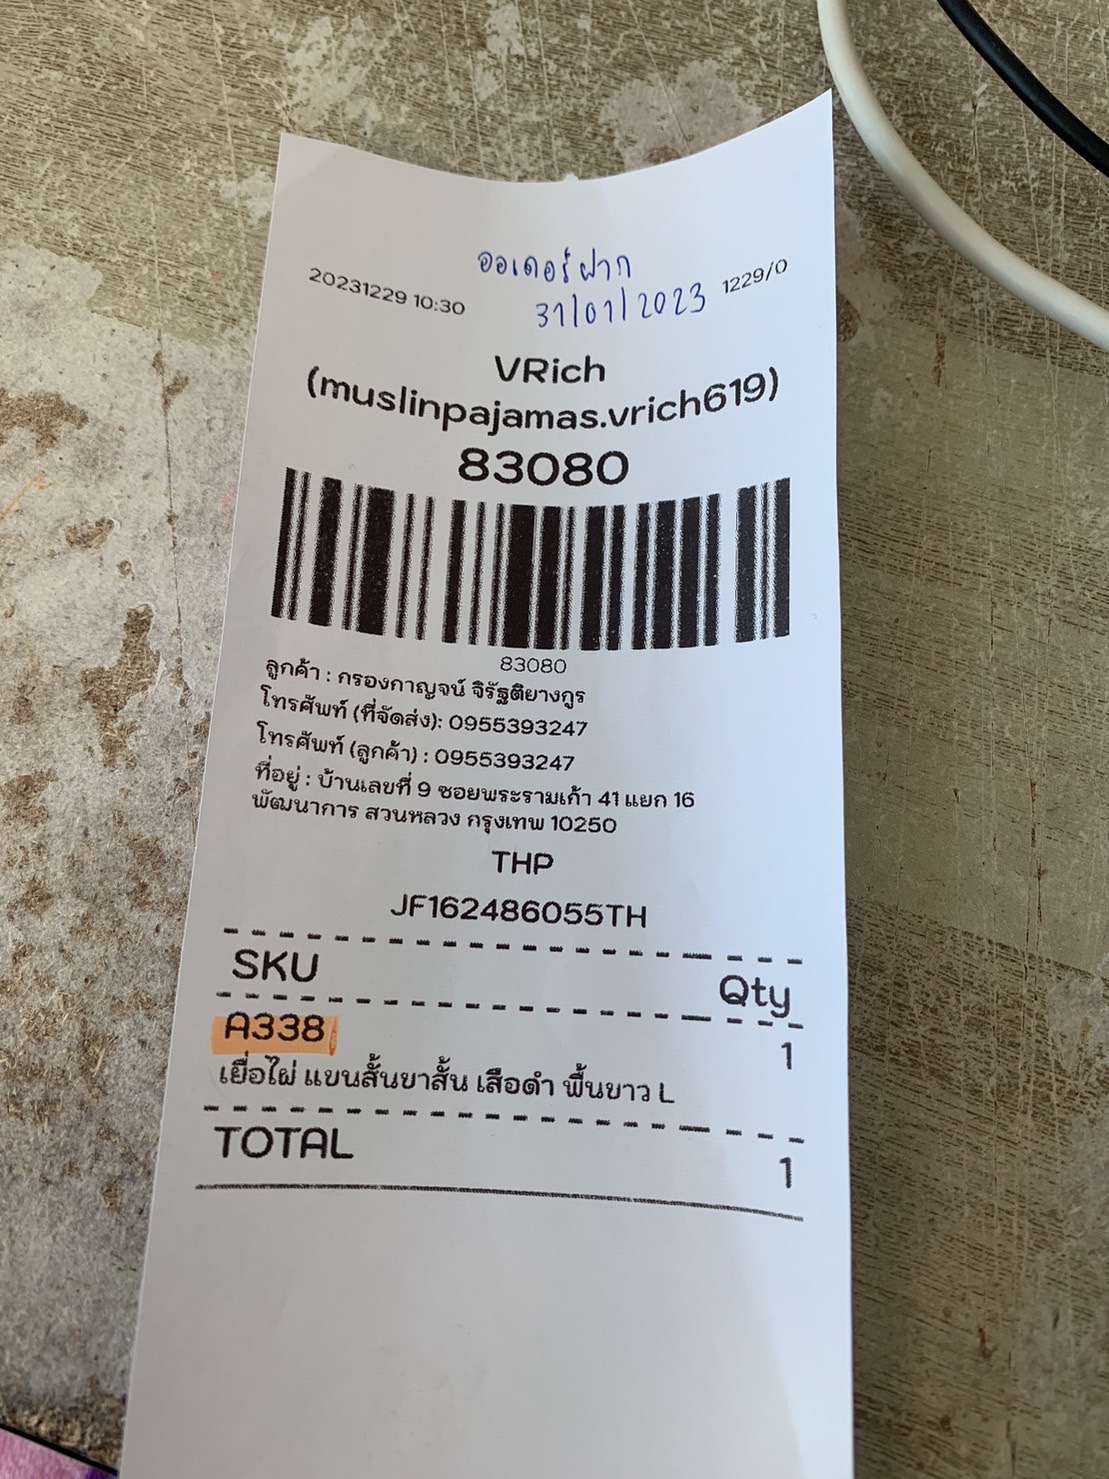 ออเดอร์ฝาก
20231229 10:30
31/01/2023
1229/0
VRich
(muslinpajamas.vrich619)
83080
83080
ลูกค้า : กรองกาญจน์ จิรัฐติยางกูร
โทรศัพท์ (ที่จัดส่ง): 0955393247
โทรศัพท์ (ลูกค้า) : 0955393247
ที่อยู่ : บ้านเลขที่ 9 ซอยพระรามเก้า 41 แยก 16
พัฒนาการ สวนหลวง กรุงเทพ 10250
THP
JF162486055TH
SKU Qty
A338 1
เยื่อไผ่ แขนสั้นขาสั้น เสือดำ พื้นขาว L
TOTAL 1